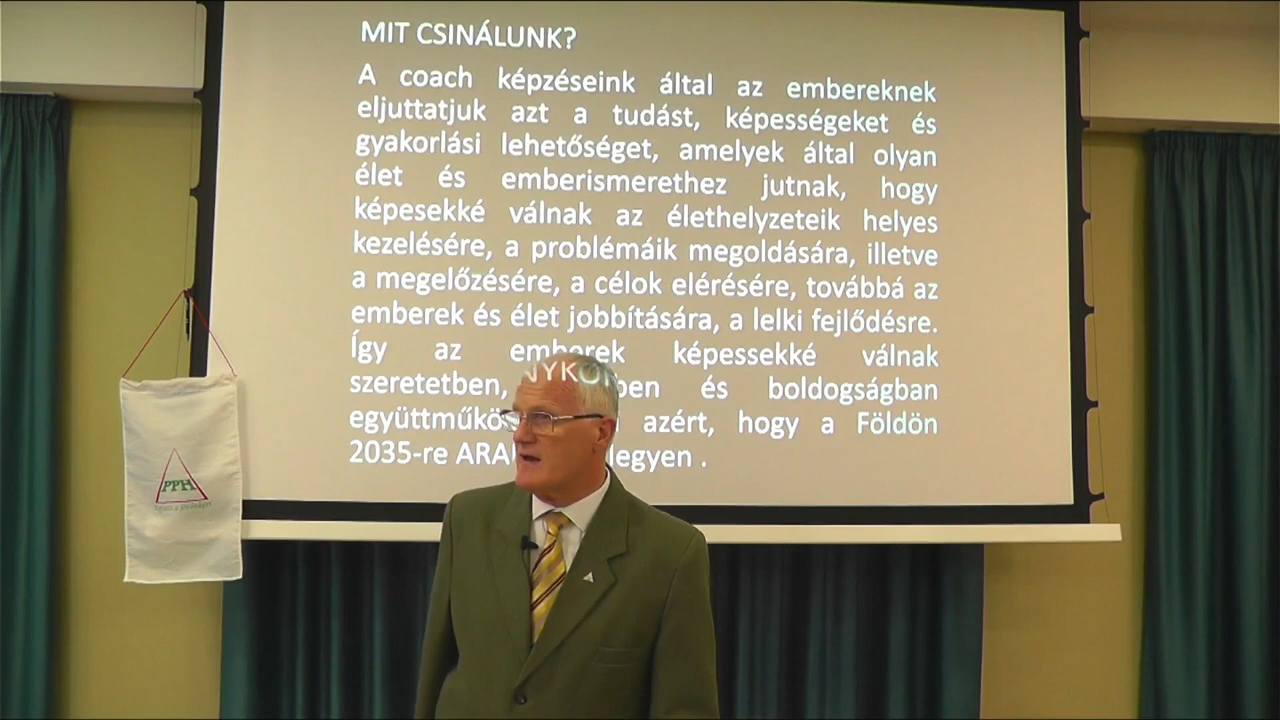 MIT CSINÁLUNK?
A coach képzéseink által az embereknek
eljuttatjuk azt a tudást, képességeket és
gyakorlási lehetőséget, amelyek által olyan
élet és emberismerethez jutnak, hogy
képesekké válnak az élethelyzeteik helyes
kezelésére, a problémáik megoldására, illetve
a megelőzésére, a célok elérésére, továbbá az
emberek és élet jobbítására, a lelki fejlődésre.
Így az emberek képessekké válnak
szeretetben, ben és boldogságban
együttműkö azért, hogy a Földön
2035-re ARA NYKOR legyen .
PPH